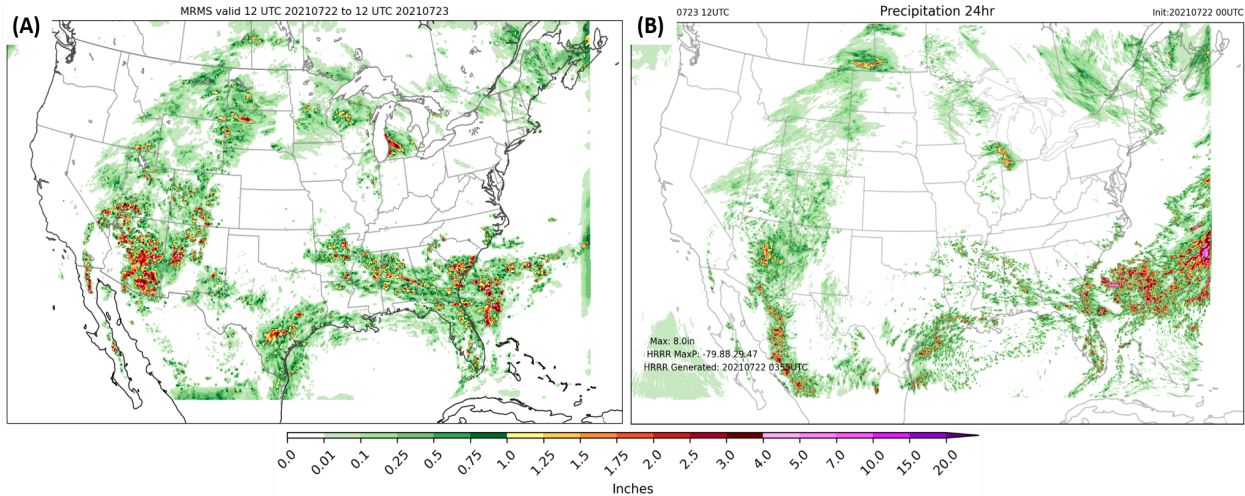 (A)
MRMS valid 12 UTC 20210722 to 12 UTC 20210723
(B)
0723 12UTC
Precipitation 24hr
Init:20210722 00UTC
Max: 8.0in
HRRR MaxP: -79.88 29.47
HRRR Generated: 20210722 0355UTC
0.0 0.01 0.1 0.25 0.5 0.75 1.0 1.25 1.5 1.75 2.0 2.5 3.0 4.0 5.0 7.0 10.0 15.0 20.0
Inches